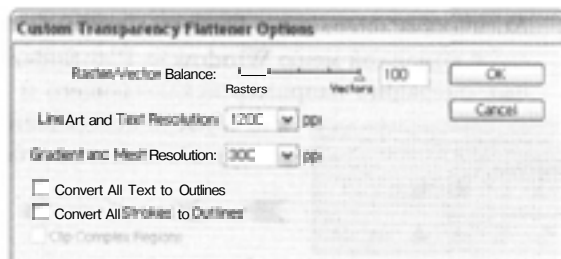 Custom Transparency Flattener Options
Raster/Vector Balance: 100 OK
Rasters Vectors
Line Art and Text Resolution: 1200 ppi Cancel
Gradient and Mesh Resolution: 300 ppi
Convert All Text to Outlines
Convert All Strokes to Outlines
Clip Complex Regions